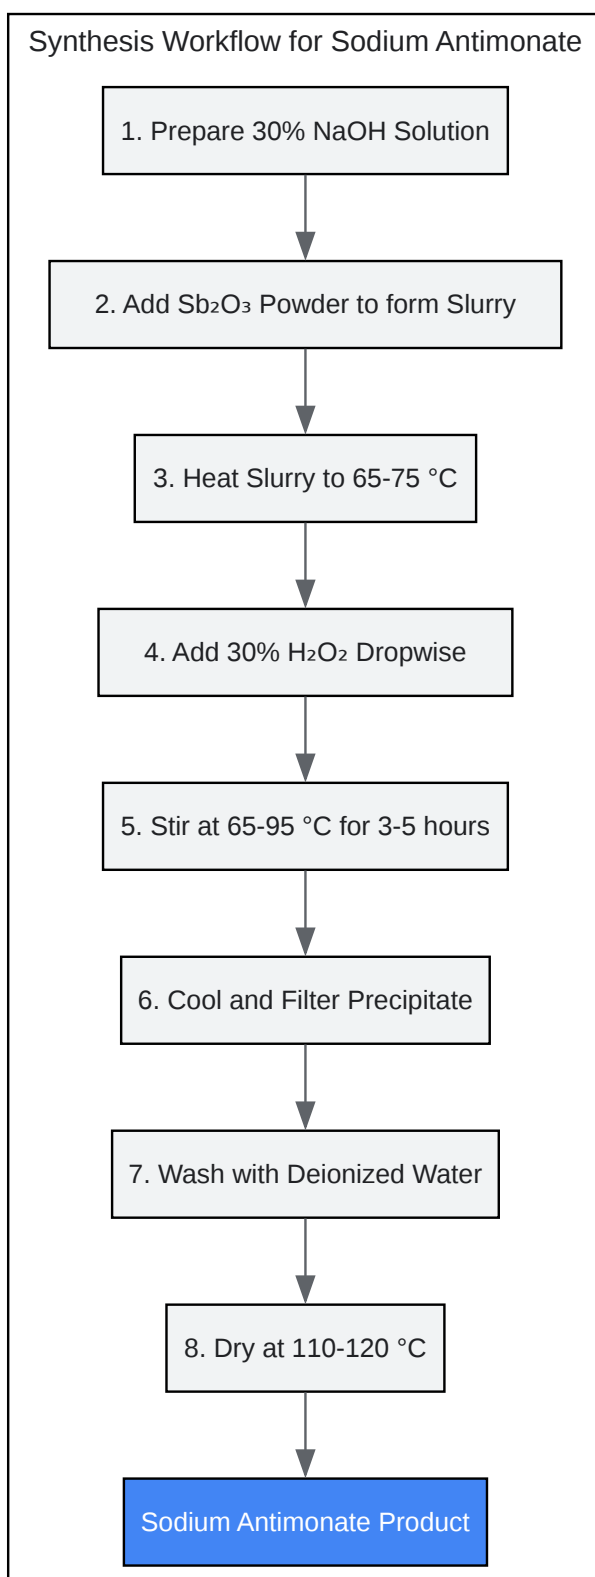 Synthesis Workflow for Sodium Antimonate
1. Prepare 30% NaOH Solution
2. Add Sb₂O₃ Powder to form Slurry
3. Heat Slurry to 65-75 °C
4. Add 30% H₂O₂ Dropwise
5. Stir at 65-95 °C for 3-5 hours
6. Cool and Filter Precipitate
7. Wash with Deionized Water
8. Dry at 110-120 °C
Sodium Antimonate Product